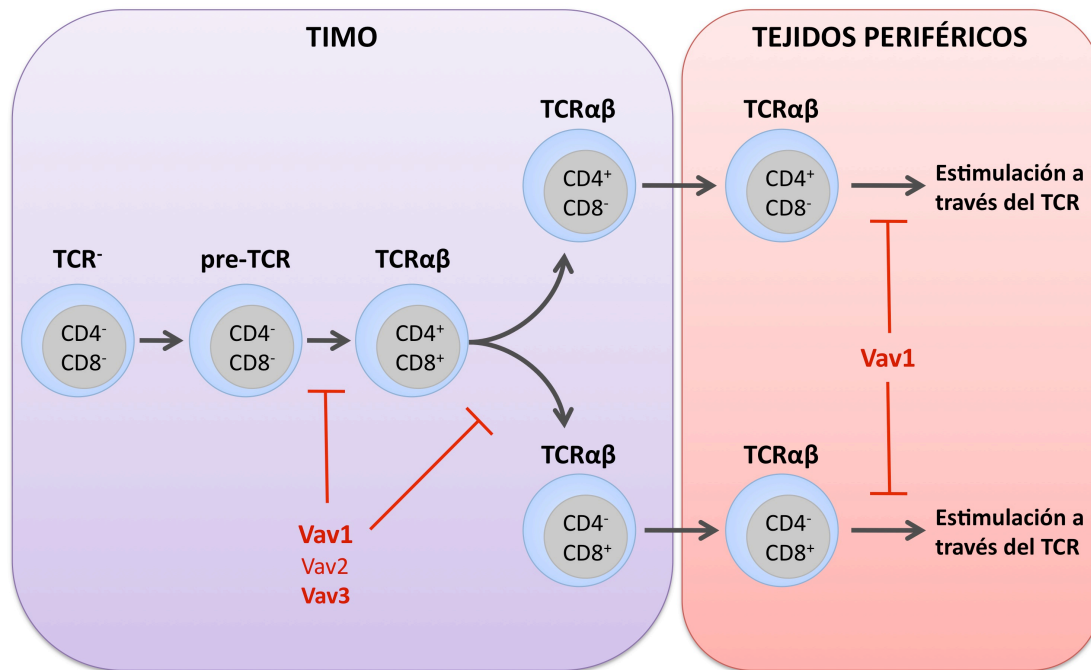 TIMO
TEJIDOS PERIFÉRICOS
TCRαβ
CD4⁺
CD8⁻
TCRαβ
CD4⁺
CD8⁻
Estimulación a
través del TCR
TCR⁻
CD4⁻
CD8⁻
pre-TCR
CD4⁻
CD8⁻
TCRαβ
CD4⁺
CD8⁺
Vav1
TCRαβ
CD4⁻
CD8⁺
TCRαβ
CD4⁻
CD8⁺
Estimulación a
través del TCR
Vav1
Vav2
Vav3